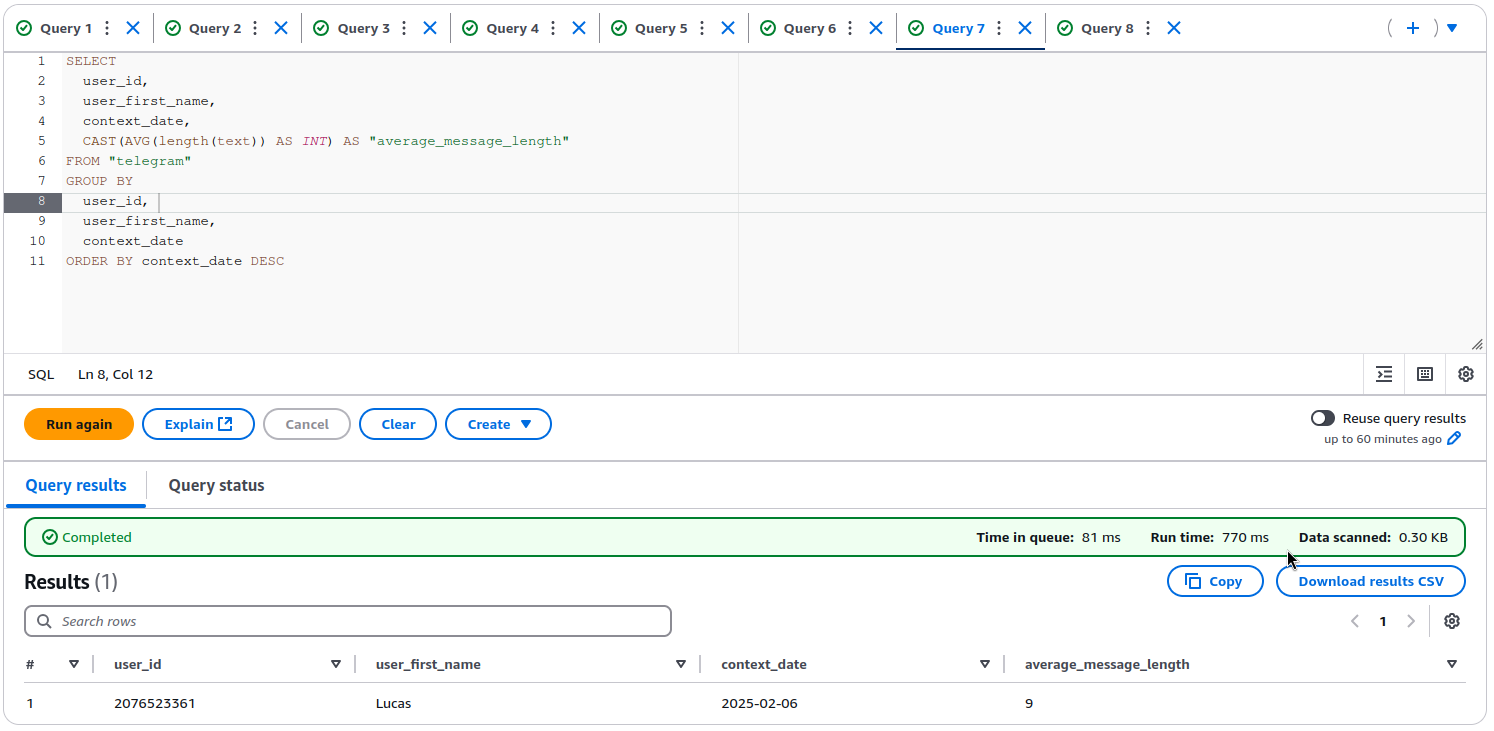 Query 1 Query 2 Query 3 Query 4 Query 5 Query 6 Query 7 Query 8
1 SELECT
2 user_id,
3 user_first_name,
4 context_date,
5 CAST(AVG(length(text)) AS INT) AS "average_message_length"
6 FROM "telegram"
7 GROUP BY
8 user_id,
9 user_first_name,
10 context_date
11 ORDER BY context_date DESC
SQL Ln 8, Col 12
Run again Explain Cancel Clear Create Reuse query results
up to 60 minutes ago
Query results Query status
Completed Time in queue: 81 ms Run time: 770 ms Data scanned: 0.30 KB
Results (1) Copy Download results CSV
Search rows 1
# user_id user_first_name context_date average_message_length
1 2076523361 Lucas 2025-02-06 9